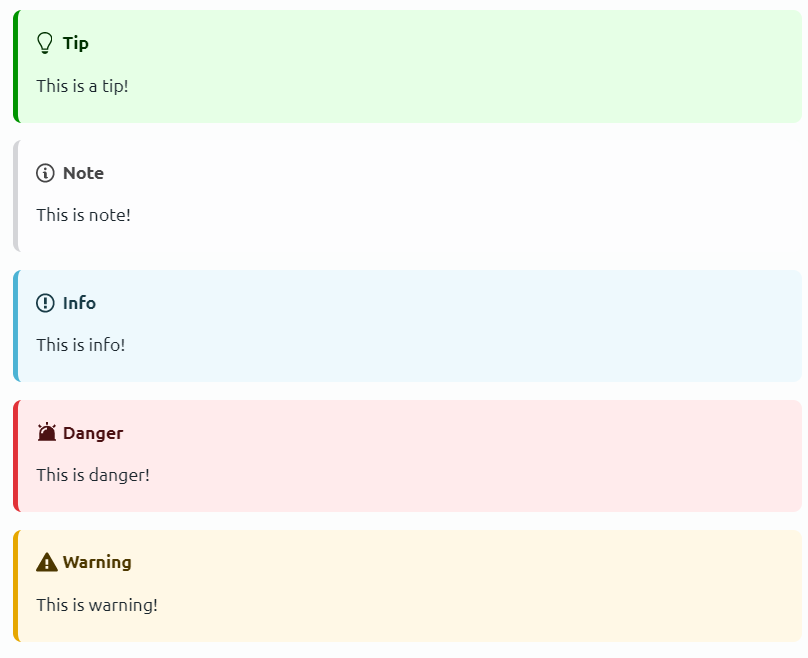 Tip
This is a tip!
Note
This is note!
Info
This is info!
Danger
This is danger!
Warning
This is warning!